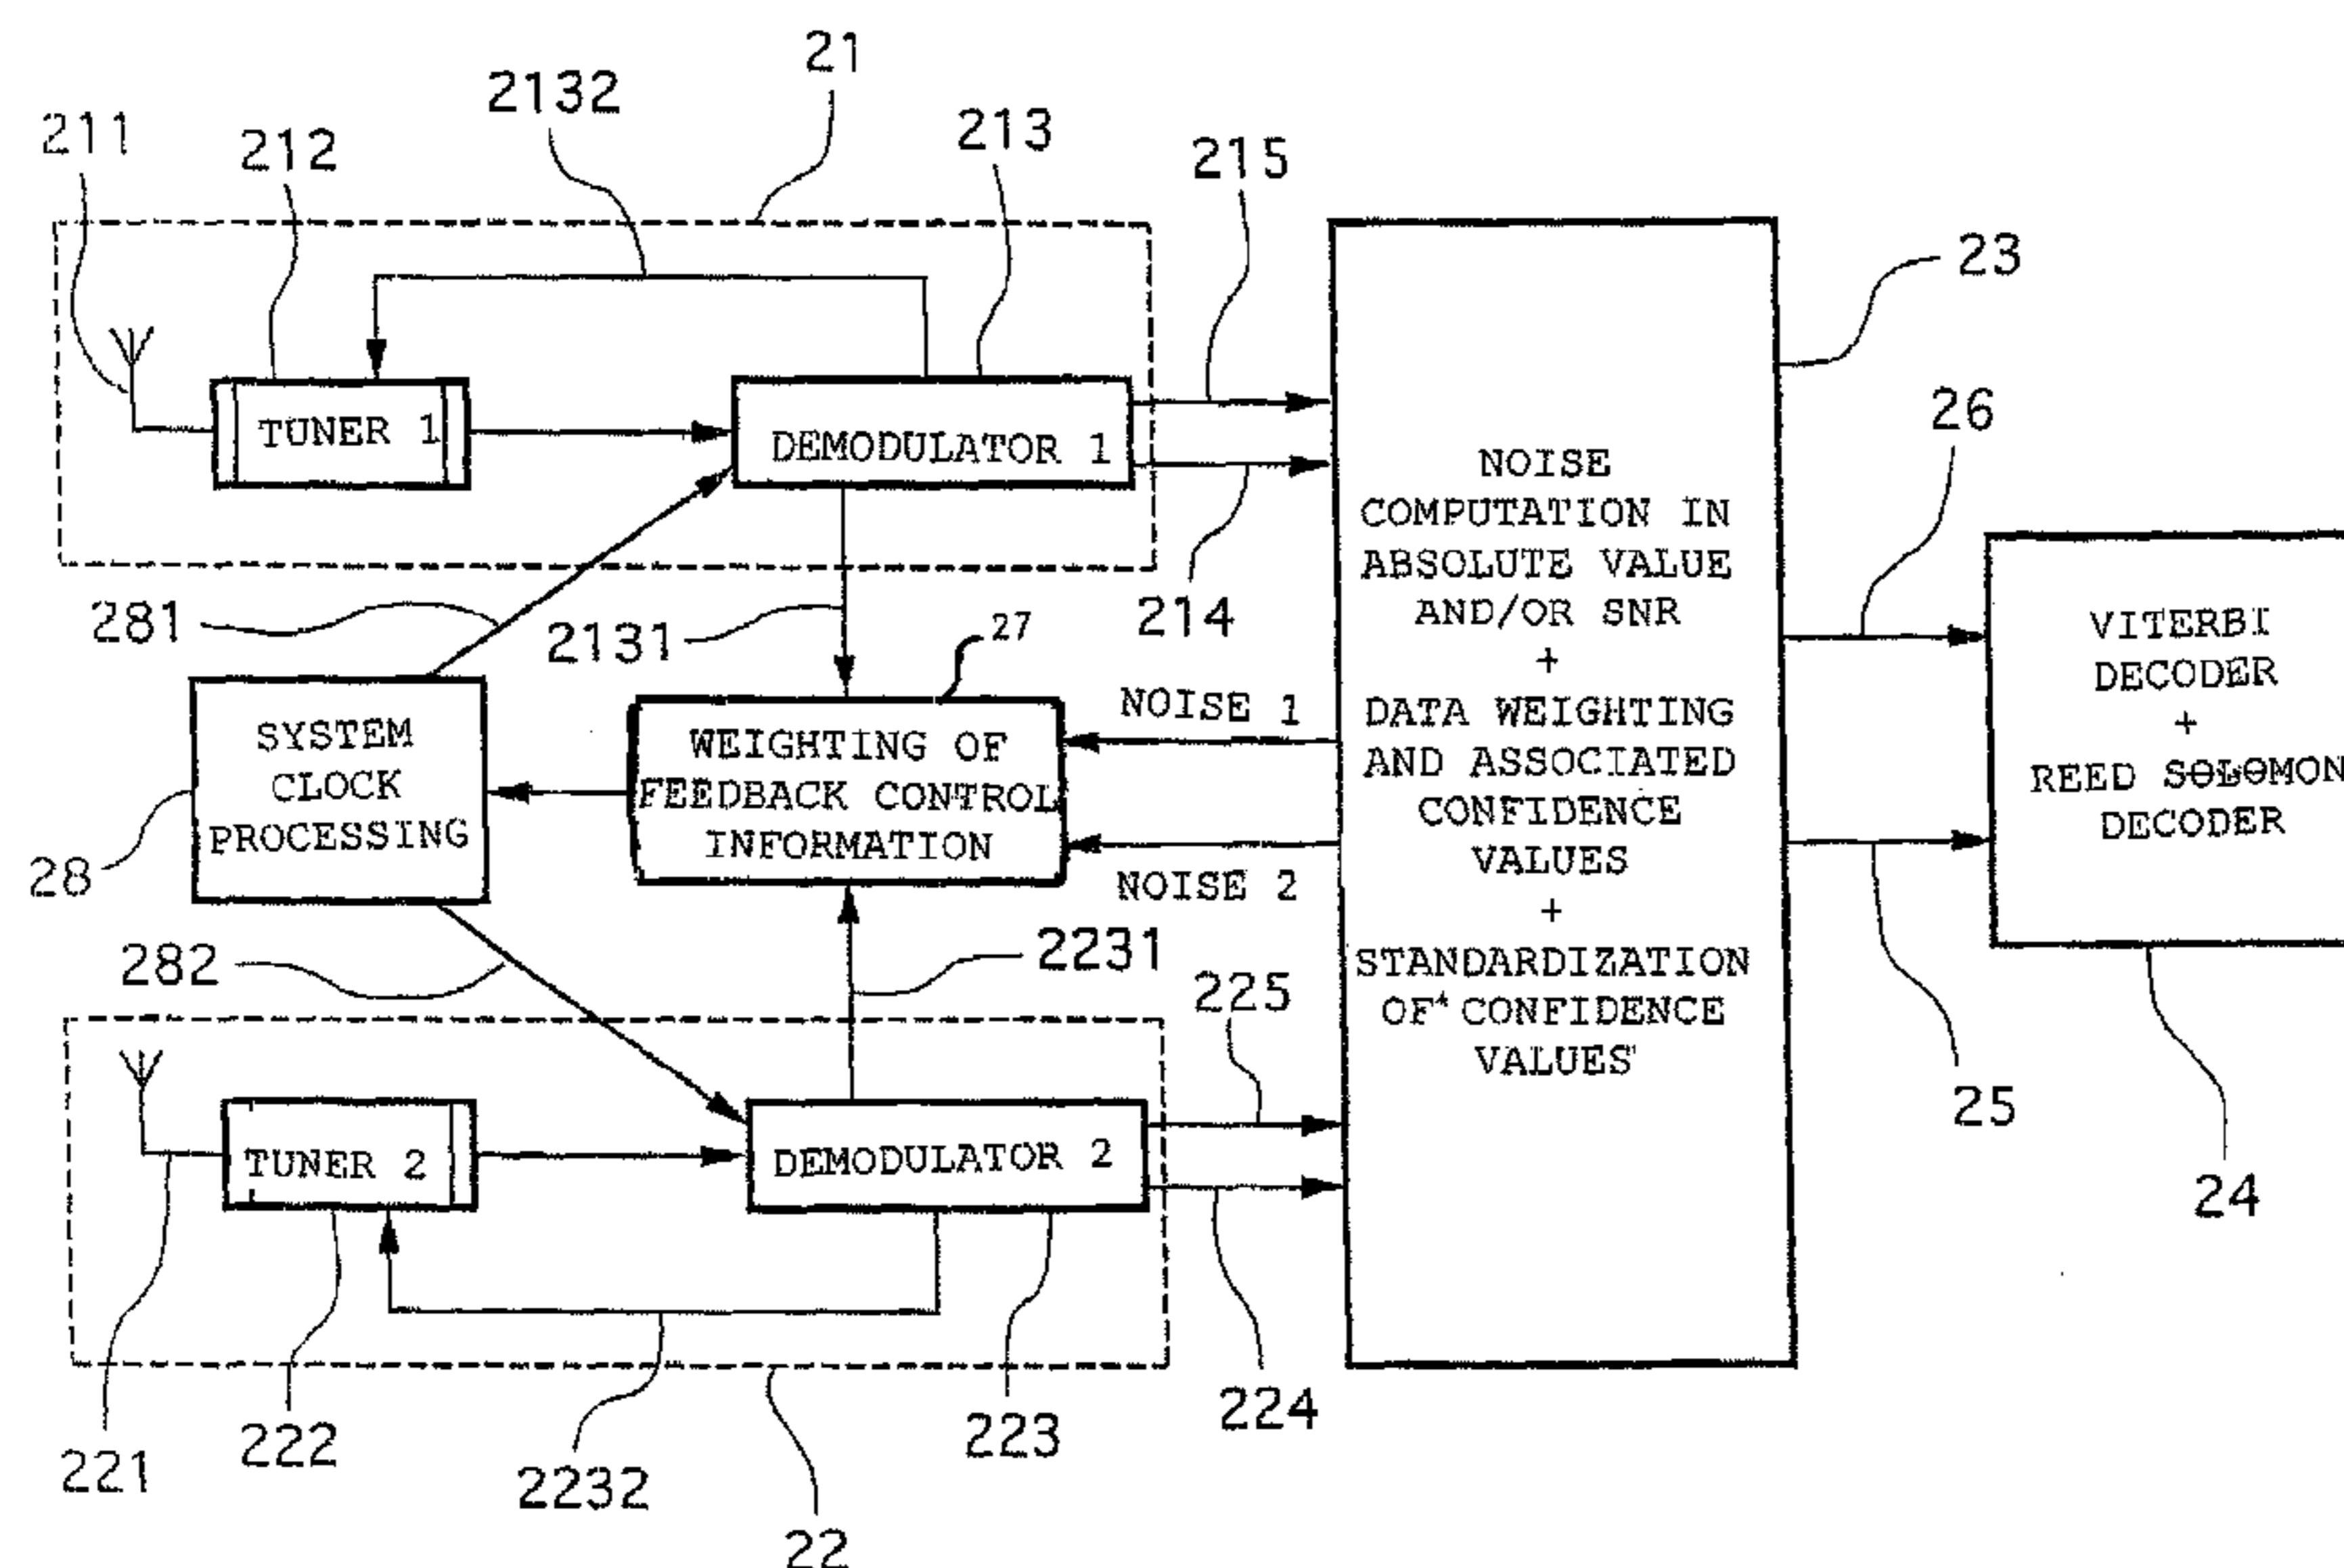 21
2132
211
212
213
215
23
TUNER 1
DEMODULATOR 1
26
NOISE
COMPUTATION IN
ABSOLUTE VALUE
AND/OR SNR
+
DATA WEIGHTING
AND ASSOCIATED
CONFIDENCE
VALUES
+
STANDARDIZATION
OF CONFIDENCE
VALUES
281
2131
27
214
VITERBI
DECODER
+
REED SOLOMON
DECODER
SYSTEM
CLOCK
PROCESSING
WEIGHTING OF
FEEDBACK CONTROL
INFORMATION
NOISE 1
NOISE 2
28
282
2231
225
25
TUNER 2
DEMODULATOR 2
24
221
222
2232
223
224
22